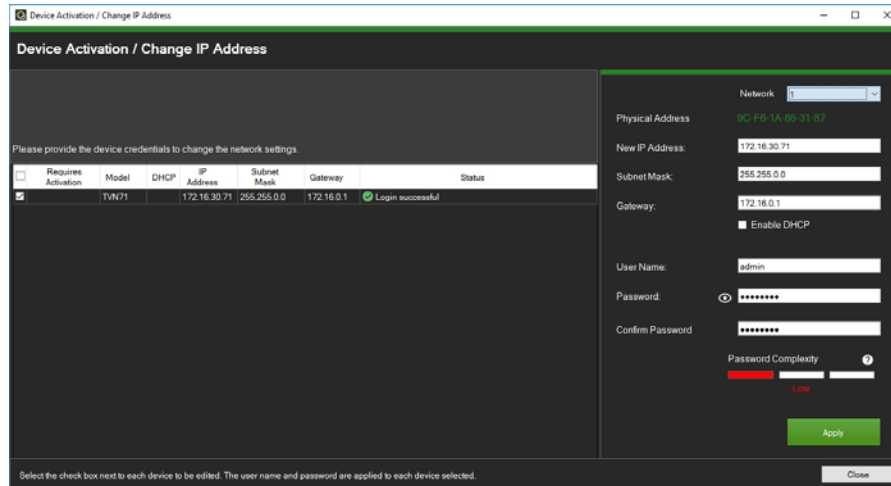 Device Activation / Change IP Address
Device Activation / Change IP Address
Please provide the device credentials to change the network settings.
Requires Activation Model DHCP IP Address Subnet Mask Gateway Status
TVN71 172.16.30.71 255.255.0.0 172.16.0.1 Login successful
Network 1
Physical Address 9C-F6-1A-86-31-87
New IP Address: 172.16.30.71
Subnet Mask: 255.255.0.0
Gateway: 172.16.0.1
Enable DHCP
User Name: admin
Password: ••••••••
Confirm Password ••••••••
Password Complexity ?
Low
Apply
Select the check box next to each device to be edited. The user name and password are applied to each device selected.
Close